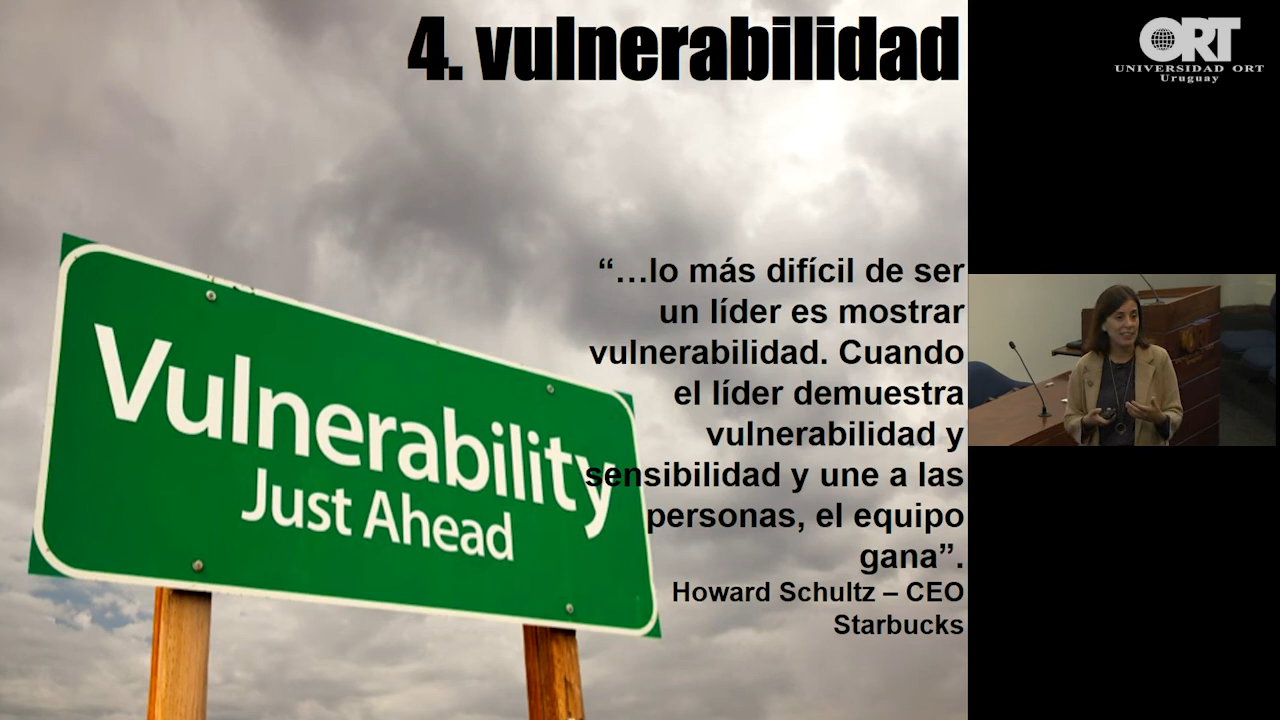 4. vulnerabilidad
Vulnerability
Just Ahead
“…lo más difícil de ser
un líder es mostrar
vulnerabilidad. Cuando
el líder demuestra
vulnerabilidad y
sensibilidad y une a las
personas, el equipo
gana”.
Howard Schultz – CEO
Starbucks
ORT
UNIVERSIDAD ORT
Uruguay